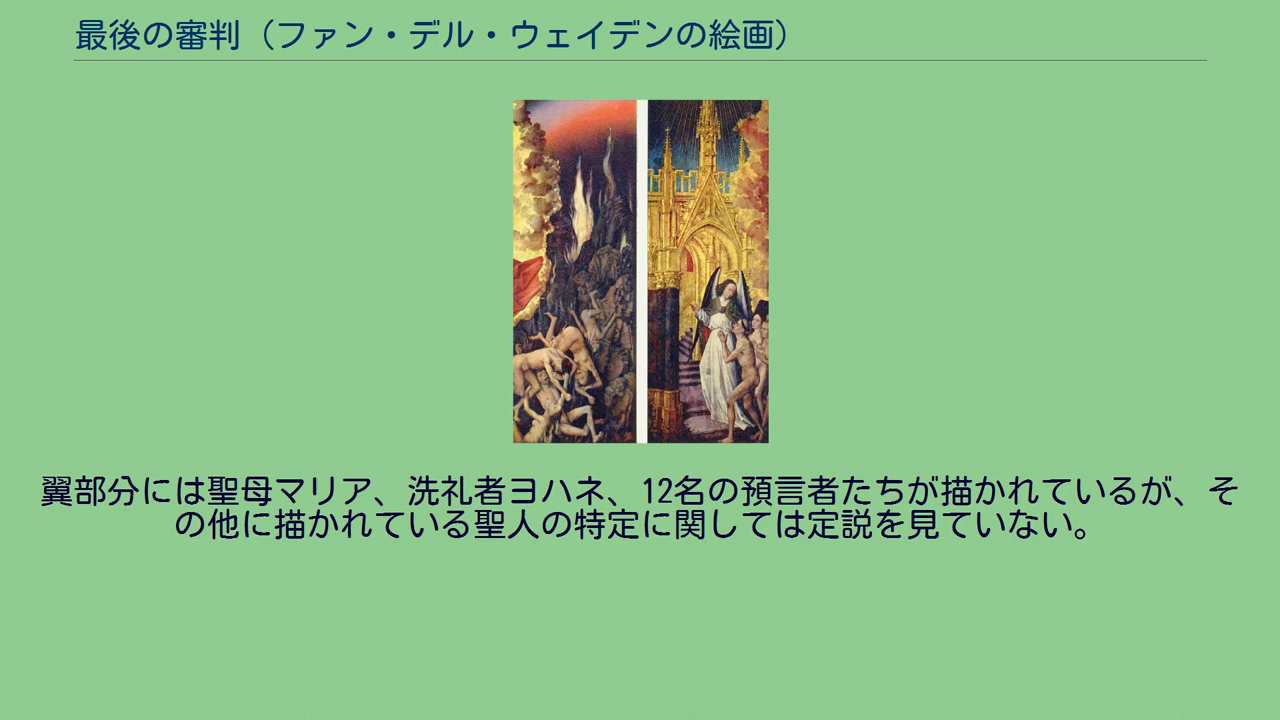 最後の審判（ファン・デル・ウェイデンの絵画）
翼部分には聖母マリア、洗礼者ヨハネ、12名の預言者たちが描かれているが、そ
の他に描かれている聖人の特定に関しては定説を見ていない。